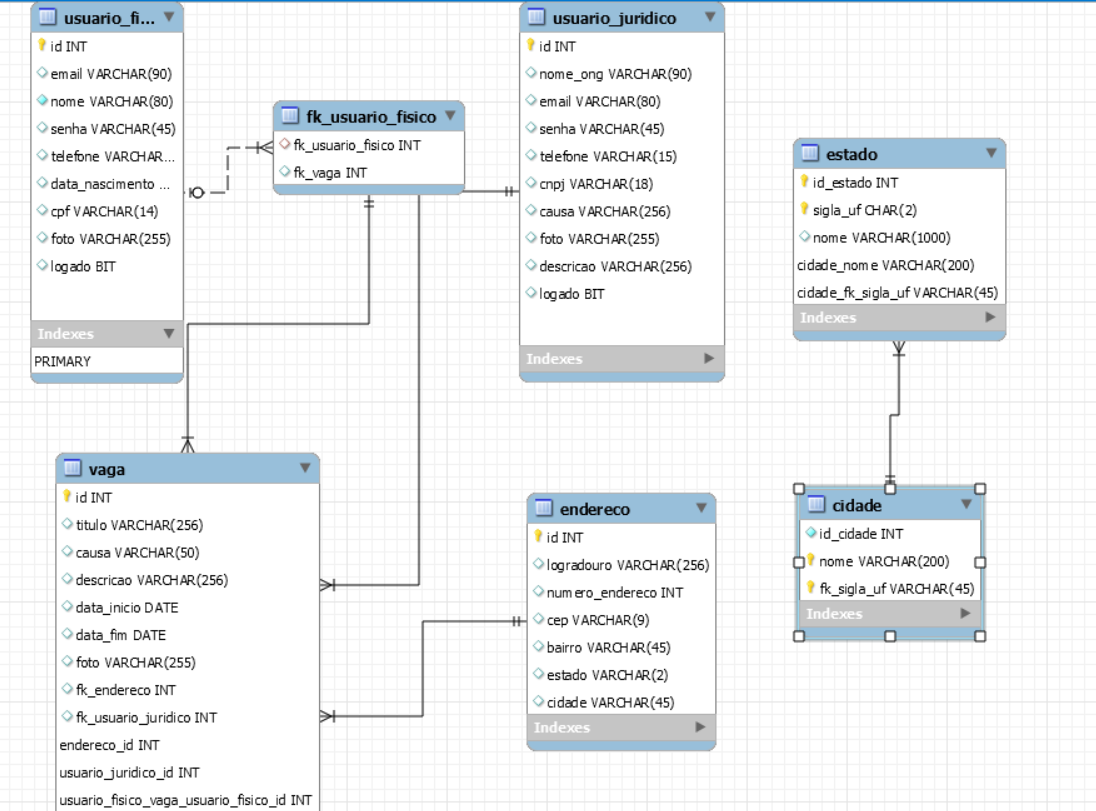 usuario_fi...
id INT
email VARCHAR(90)
nome VARCHAR(80)
senha VARCHAR(45)
telefone VARCHAR...
data_nascimento ...
cpf VARCHAR(14)
foto VARCHAR(255)
logado BIT
Indexes
PRIMARY
fk_usuario_fisico
fk_usuario_fisico INT
fk_vaga INT
usuario_juridico
id INT
nome_ong VARCHAR(90)
email VARCHAR(80)
senha VARCHAR(45)
telefone VARCHAR(15)
cnpj VARCHAR(18)
causa VARCHAR(256)
foto VARCHAR(255)
descricao VARCHAR(256)
logado BIT
Indexes
estado
id_estado INT
sigla_uf CHAR(2)
nome VARCHAR(1000)
cidade_nome VARCHAR(200)
cidade_fk_sigla_uf VARCHAR(45)
Indexes
vaga
id INT
titulo VARCHAR(256)
causa VARCHAR(50)
descricao VARCHAR(256)
data_inicio DATE
data_fim DATE
foto VARCHAR(255)
fk_endereco INT
fk_usuario_juridico INT
endereco_id INT
usuario_juridico_id INT
usuario_fisico_vaga_usuario_fisico_id INT
endereco
id INT
logradouro VARCHAR(256)
numero_endereco INT
cep VARCHAR(9)
bairro VARCHAR(45)
estado VARCHAR(2)
cidade VARCHAR(45)
Indexes
cidade
id_cidade INT
nome VARCHAR(200)
fk_sigla_uf VARCHAR(45)
Indexes